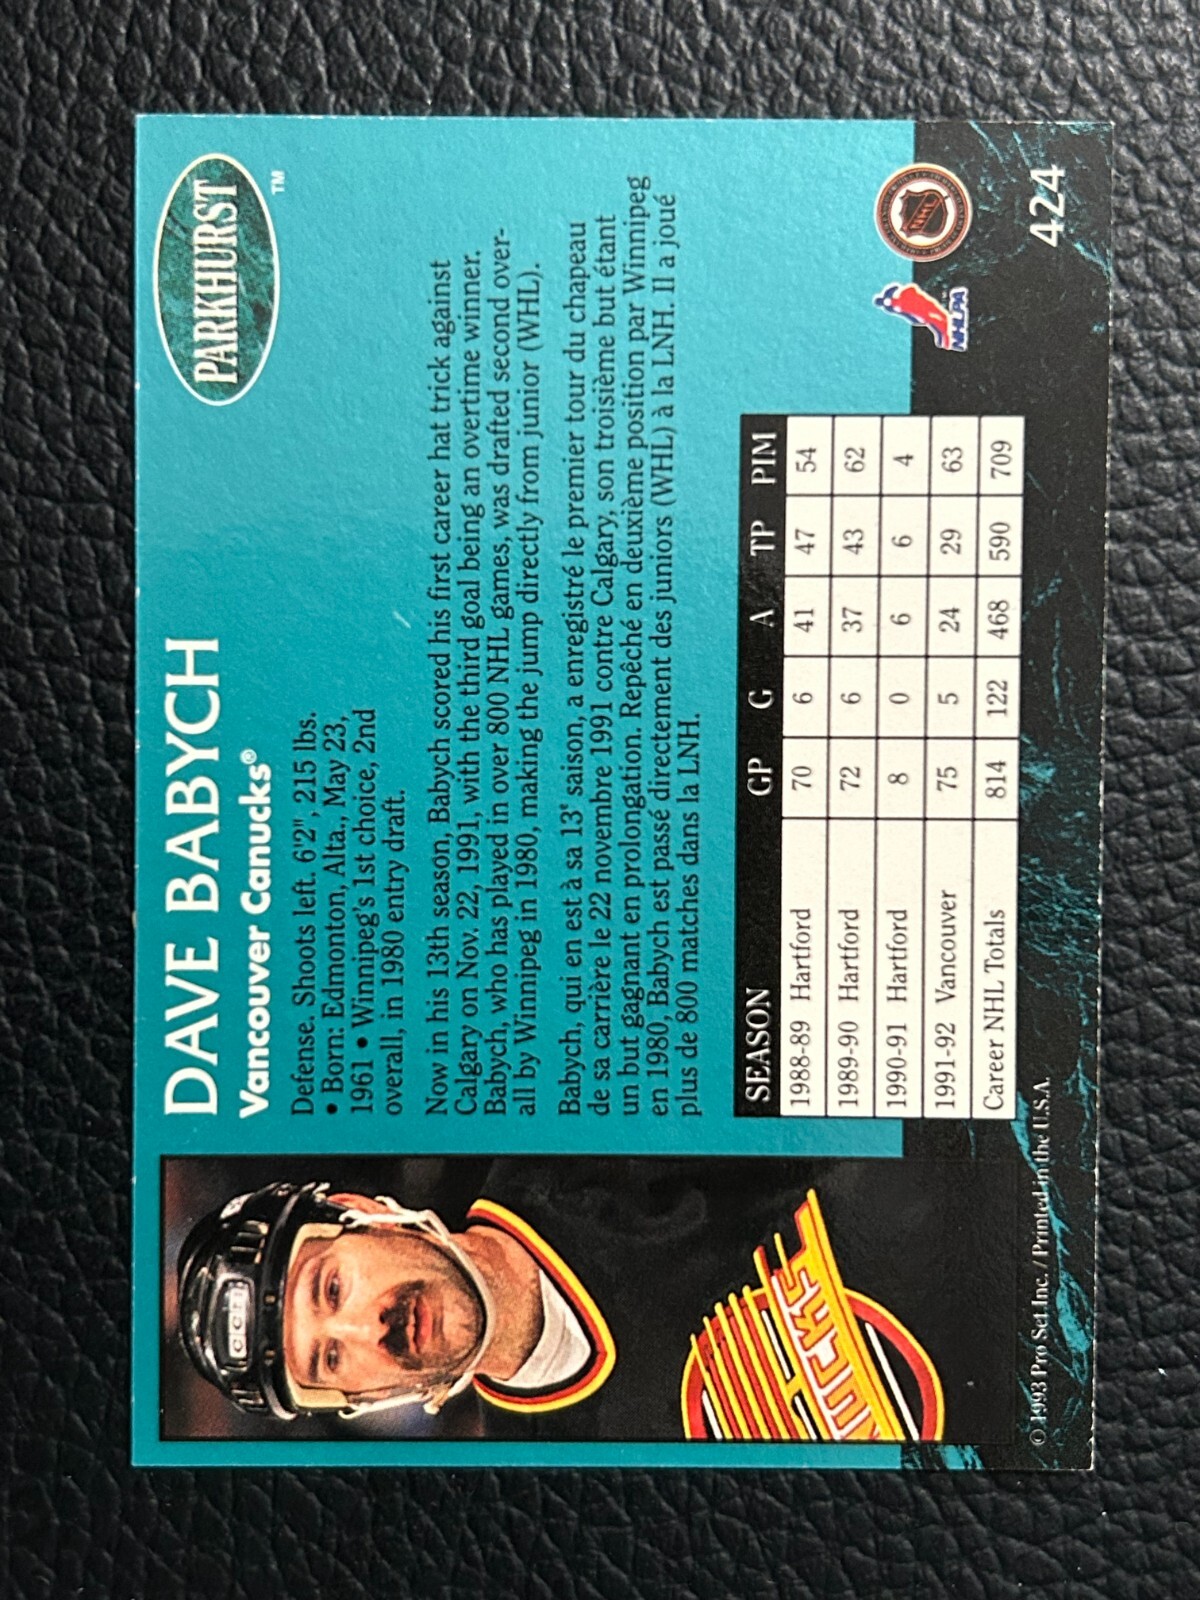 DAVE BABYCH
PARKHURST
TM
Vancouver Canucks®
Defense. Shoots left. 6'2", 215 lbs.
• Born: Edmonton, Alta., May 23,
1961 • Winnipeg's 1st choice, 2nd
overall, in 1980 entry draft.
Now in his 13th season, Babych scored his first career hat trick against
Calgary on Nov. 22, 1991, with the third goal being an overtime winner.
Babych, who has played in over 800 NHL games, was drafted second over-
all by Winnipeg in 1980, making the jump directly from junior (WHL).
Babych, qui en est à sa 13e saison, a enregistré le premier tour du chapeau
de sa carrière le 22 novembre 1991 contre Calgary, son troisième but étant
un but gagnant en prolongation. Repêché en deuxième position par Winnipeg
en 1980, Babych est passé directement des juniors (WHL) à la LNH. Il a joué
plus de 800 matches dans la LNH.
SEASON GP G A TP PIM
1988-89 Hartford 70 6 41 47 54
1989-90 Hartford 72 6 37 43 62
1990-91 Hartford 8 0 6 6 4
1991-92 Vancouver 75 5 24 29 63
Career NHL Totals 814 122 468 590 709
NHLPA
NHL
424
CCM
NUCKS
© 1993 Pro Set Inc. / Printed in the U.S.A.